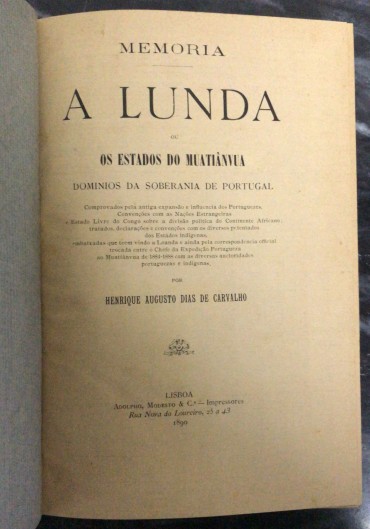 MEMORIA
A LUNDA
OU
OS ESTADOS DO MUATIÂNVUA
DOMINIOS DA SOBERANIA DE PORTUGAL
Comprovados pela antiga expansão e influencia dos Portuguezes,
Convenções com as Nações Extrangeiras
e Estado Livre do Congo sobre a divisão politica do Continente Africano,
tratados, declarações e convenções com os diversos potentados
dos Estados indigenas,
embaixadas que teem vindo a Loanda e ainda pela correspondencia official
trocada entre o Chefe da Expedição Portugueza
ao Muatiânvua de 1884-1888 com as diversas auctoridades
portuguezas e indigenas.
POR
HENRIQUE AUGUSTO DIAS DE CARVALHO
LISBOA
ADOLPHO, MODESTO & C.ª — IMPRESSORES
Rua Nova do Loureiro, 25 a 43
1890